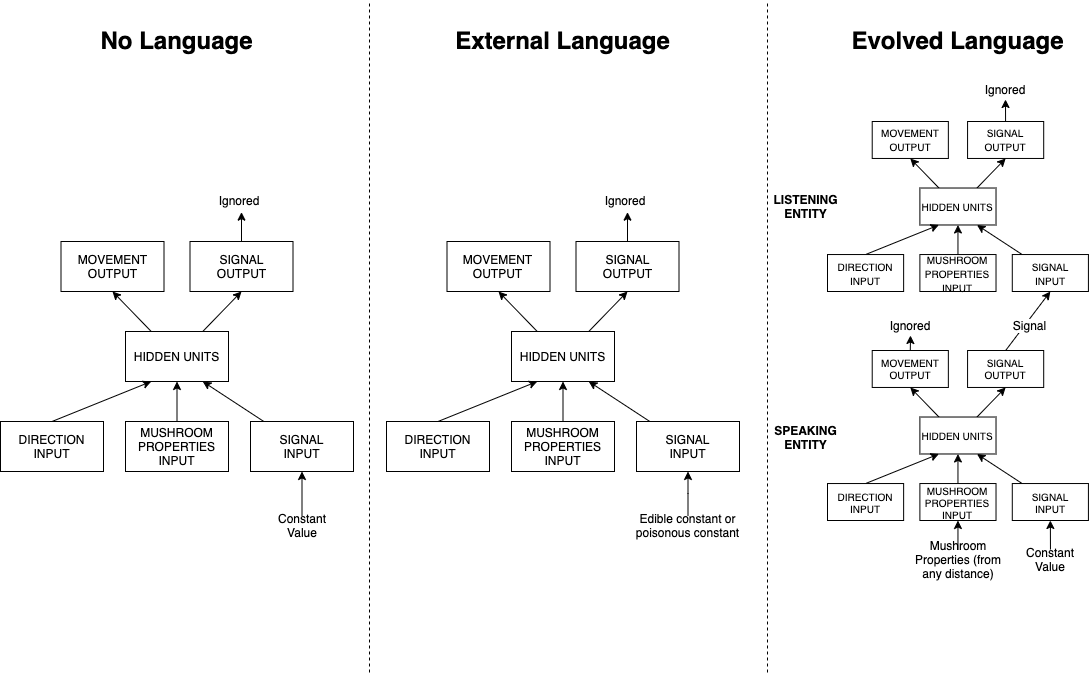 No Language
Ignored
MOVEMENT
OUTPUT
SIGNAL
OUTPUT
HIDDEN UNITS
DIRECTION
INPUT
MUSHROOM
PROPERTIES
INPUT
SIGNAL
INPUT
Constant
Value
External Language
Ignored
MOVEMENT
OUTPUT
SIGNAL
OUTPUT
HIDDEN UNITS
DIRECTION
INPUT
MUSHROOM
PROPERTIES
INPUT
SIGNAL
INPUT
Edible constant or
poisonous constant
Evolved Language
Ignored
MOVEMENT
OUTPUT
SIGNAL
OUTPUT
LISTENING
ENTITY
HIDDEN UNITS
DIRECTION
INPUT
MUSHROOM
PROPERTIES
INPUT
SIGNAL
INPUT
Ignored
Signal
MOVEMENT
OUTPUT
SIGNAL
OUTPUT
SPEAKING
ENTITY
HIDDEN UNITS
DIRECTION
INPUT
MUSHROOM
PROPERTIES
INPUT
SIGNAL
INPUT
Mushroom
Properties (from
any distance)
Constant
Value